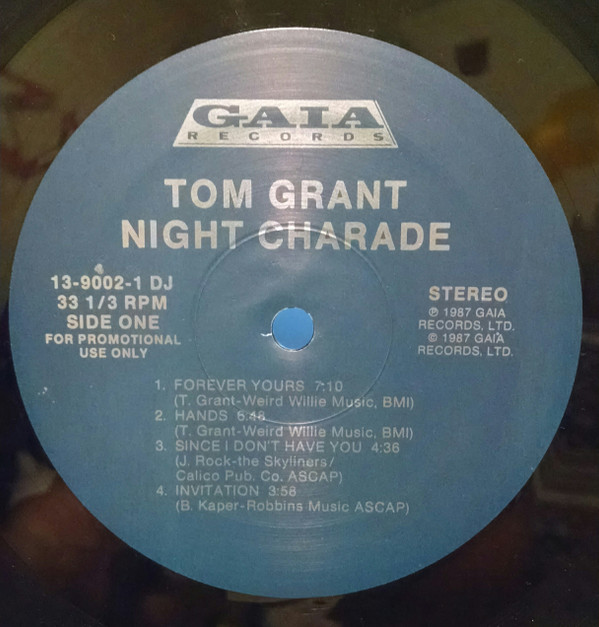 GAIA
RECORDS
TOM GRANT
NIGHT CHARADE
13-9002-1 DJ
33 1/3 RPM
SIDE ONE
FOR PROMOTIONAL
USE ONLY
STEREO
℗ 1987 GAIA
RECORDS, LTD.
© 1987 GAIA
RECORDS, LTD.
1. FOREVER YOURS 7:10
(T. Grant-Weird Willie Music, BMI)
2. HANDS 5:48
(T. Grant-Weird Willie Music, BMI)
3. SINCE I DON'T HAVE YOU 4:36
(J. Rock-the Skyliners/
Calico Pub. Co. ASCAP)
4. INVITATION 3:58
(B. Kaper-Robbins Music ASCAP)